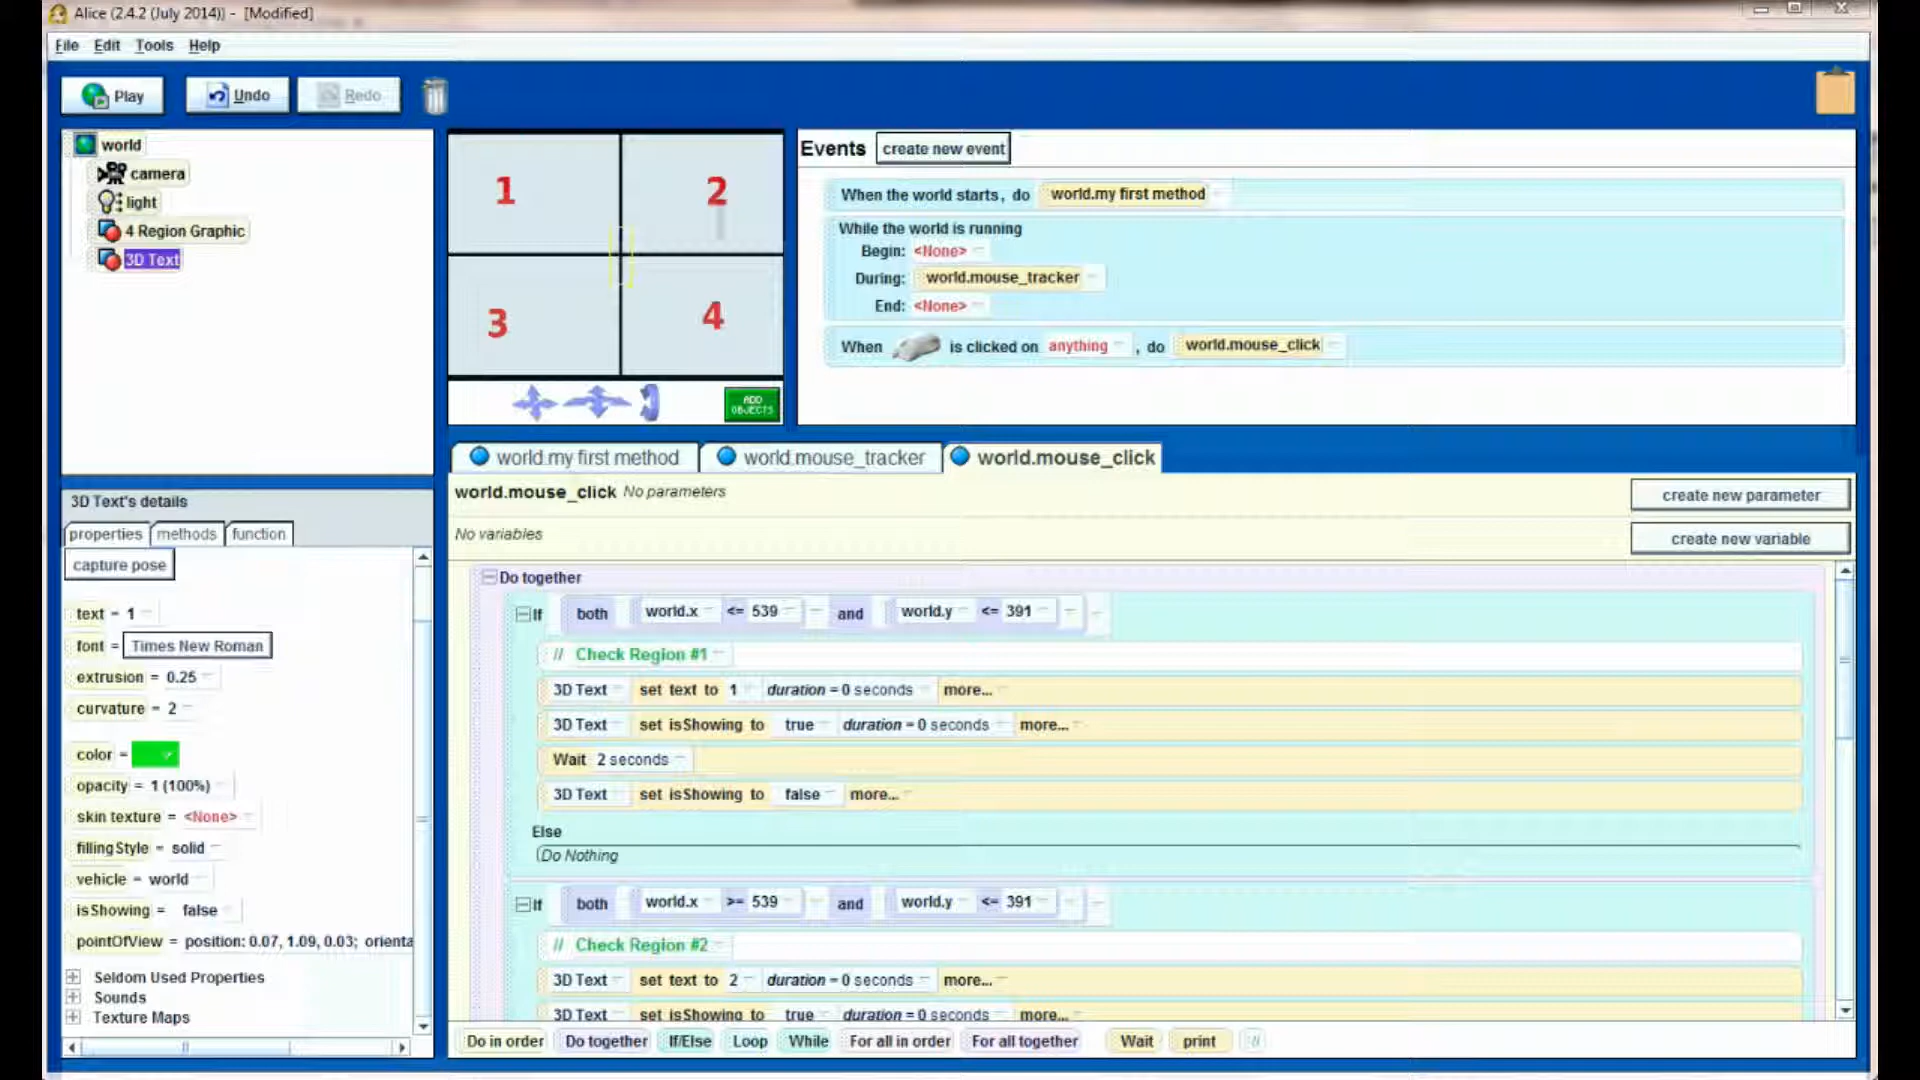 Alice (2.4.2 (July 2014)) - [Modified]
File Edit Tools Help
Play Undo Redo
world
camera
light
4 Region Graphic
3D Text
1 2
3 4
ADD OBJECTS
Events create new event
When the world starts, do world.my first method
While the world is running
Begin: <None>
During: world.mouse_tracker
End: <None>
When is clicked on anything , do world.mouse_click
3D Text's details
properties methods function
capture pose
text = 1
font = Times New Roman
extrusion = 0.25
curvature = 2
color =
opacity = 1 (100%)
skin texture = <None>
fillingStyle = solid
vehicle = world
isShowing = false
pointOfView = position: 0.07, 1.09, 0.03; orienta
Seldom Used Properties
Sounds
Texture Maps
world.my first method world.mouse_tracker world.mouse_click
world.mouse_click No parameters create new parameter
No variables create new variable
Do together
If both world.x <= 539 and world.y <= 391
// Check Region #1
3D Text set text to 1 duration = 0 seconds more...
3D Text set isShowing to true duration = 0 seconds more...
Wait 2 seconds
3D Text set isShowing to false more...
Else
(Do Nothing
If both world.x >= 539 and world.y <= 391
// Check Region #2
3D Text set text to 2 duration = 0 seconds more...
3D Text set isShowing to true duration = 0 seconds more...
Do in order Do together If/Else Loop While For all in order For all together Wait print //